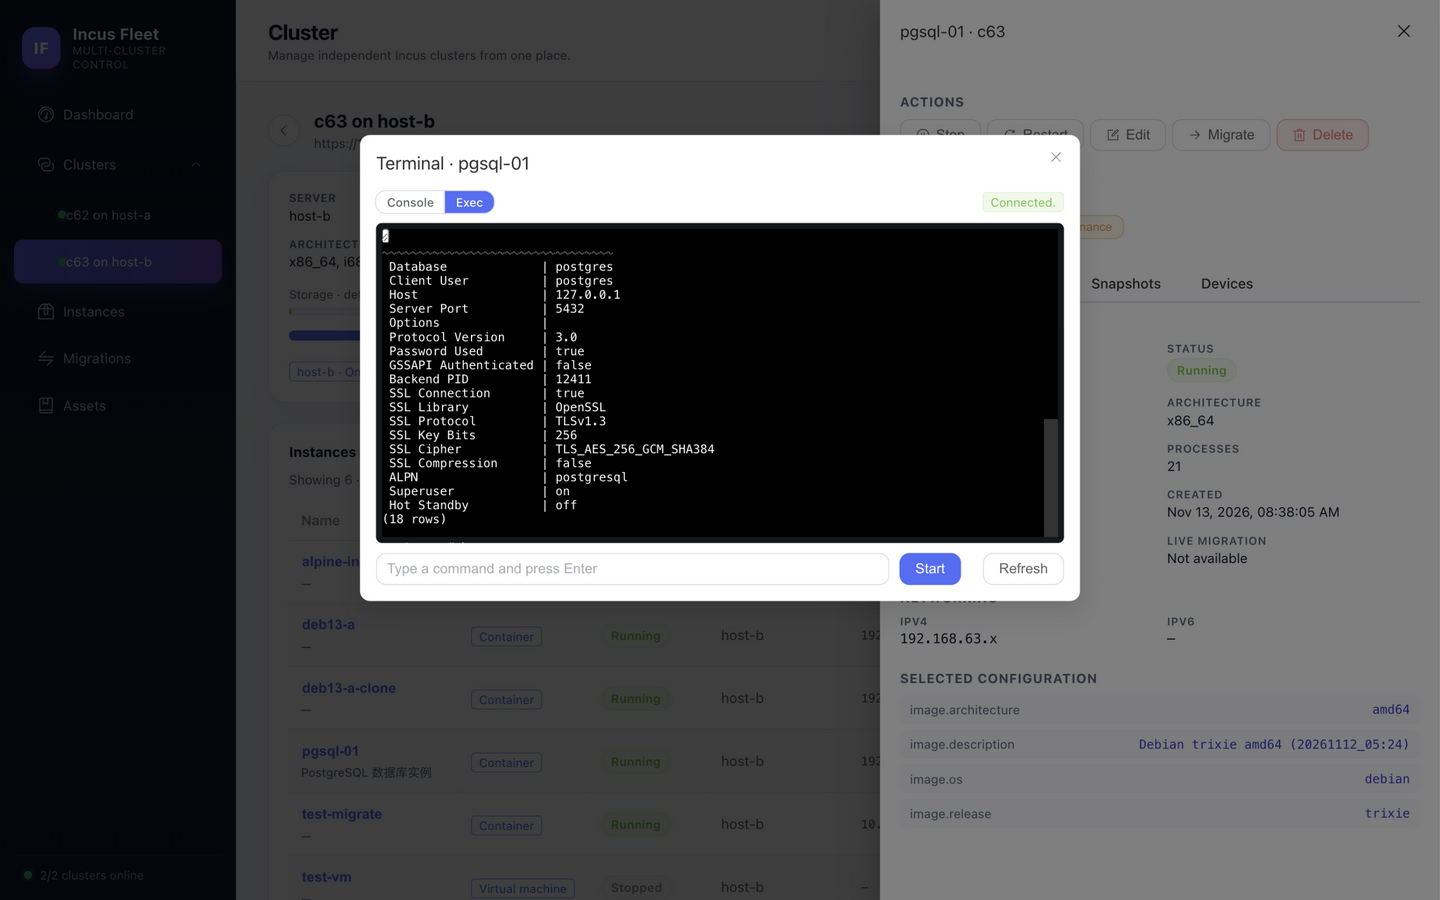 IF
Incus Fleet
MULTI-CLUSTER
CONTROL
Dashboard
Clusters
c62 on host-a
c63 on host-b
Instances
Migrations
Assets
2/2 clusters online
Cluster
Manage independent Incus clusters from one place.
c63 on host-b
https://
SERVER
host-b
x86_64,
Storage
host-b
Instances
Showing 6
Name
deb13-a
—
Container
Running
host-b
deb13-a-clone
—
Container
Running
host-b
pgsql-01
PostgreSQL 数据库实例
Container
Running
host-b
test-migrate
—
Container
Running
host-b
10.
test-vm
Virtual machine
Stopped
host-b
–
Terminal · pgsql-01
Console
Exec
Connected.
Database | postgres
Client User | postgres
Host | 127.0.0.1
Server Port | 5432
Options |
Protocol Version | 3.0
Password Used | true
GSSAPI Authenticated | false
Backend PID | 12411
SSL Connection | true
SSL Library | OpenSSL
SSL Protocol | TLSv1.3
SSL Key Bits | 256
SSL Cipher | TLS_AES_256_GCM_SHA384
SSL Compression | false
ALPN | postgresql
Superuser | on
Hot Standby | off
(18 rows)
Type a command and press Enter
Start
Refresh
pgsql-01 · c63
ACTIONS
Stop
Restart
Edit
Migrate
Delete
Snapshots
Devices
STATUS
Running
ARCHITECTURE
x86_64
PROCESSES
21
CREATED
Nov 13, 2026, 08:38:05 AM
LIVE MIGRATION
Not available
IPV4
192.168.63.x
IPV6
–
SELECTED CONFIGURATION
image.architecture
amd64
image.description
Debian trixie amd64 (20261112_05:24)
image.os
debian
image.release
trixie